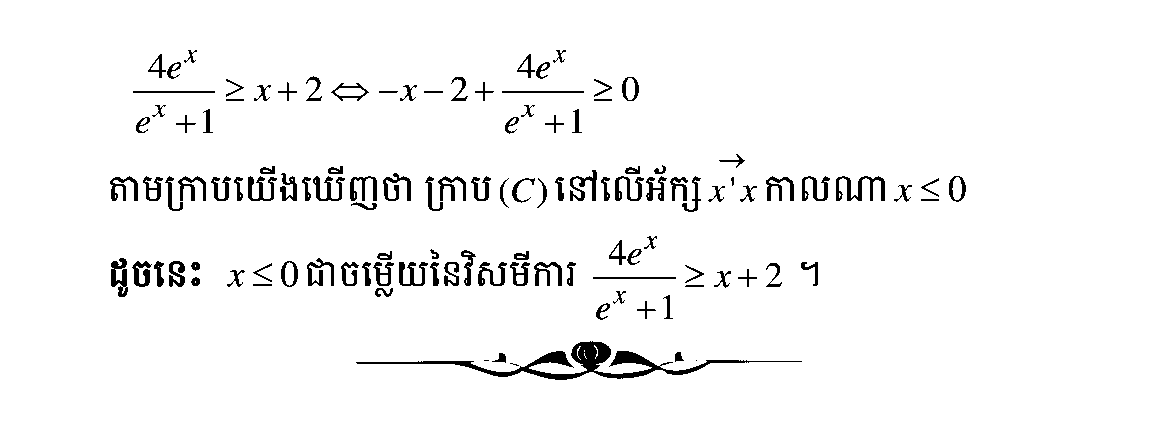 $\frac{4e^x}{e^x+1} \geq x+2 \Leftrightarrow -x-2+\frac{4e^x}{e^x+1} \geq 0$
តាមក្រាបយើងឃើញថា ក្រាប (C) នៅលើអ័ក្ស $\overrightarrow{x'x}$ កាលណា $x \leq 0$
ដូចនេះ $x \leq 0$ ជាចម្លើយនៃវិសមីការ $\frac{4e^x}{e^x+1} \geq x+2$ ។